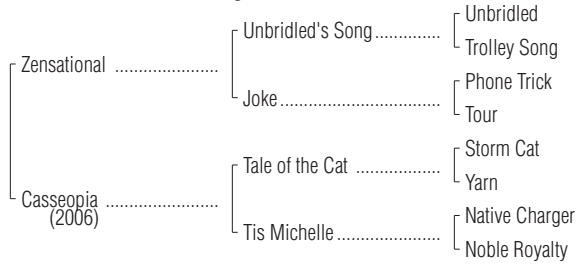 Unbridled
Unbridled's Song..............
Trolley Song
Zensational .....................
Phone Trick
Joke.................................
Tour
Storm Cat
Tale of the Cat .................
Yarn
Casseopia .......................
(2006)
Native Charger
Tis Michelle.....................
Noble Royalty